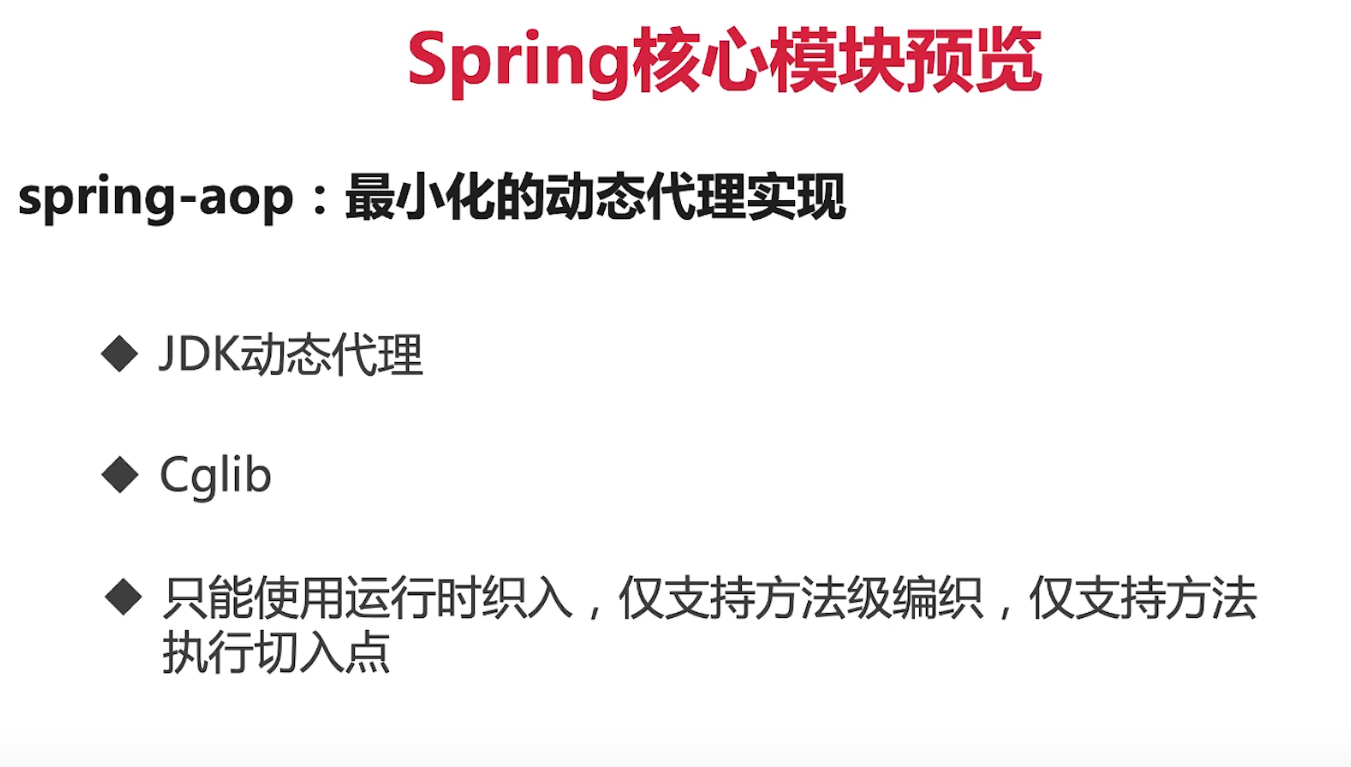 Spring核心模块预览
spring-aop：最小化的动态代理实现
◆ JDK动态代理
◆ Cglib
◆ 只能使用运行时织入，仅支持方法级编织，仅支持方法
执行切入点